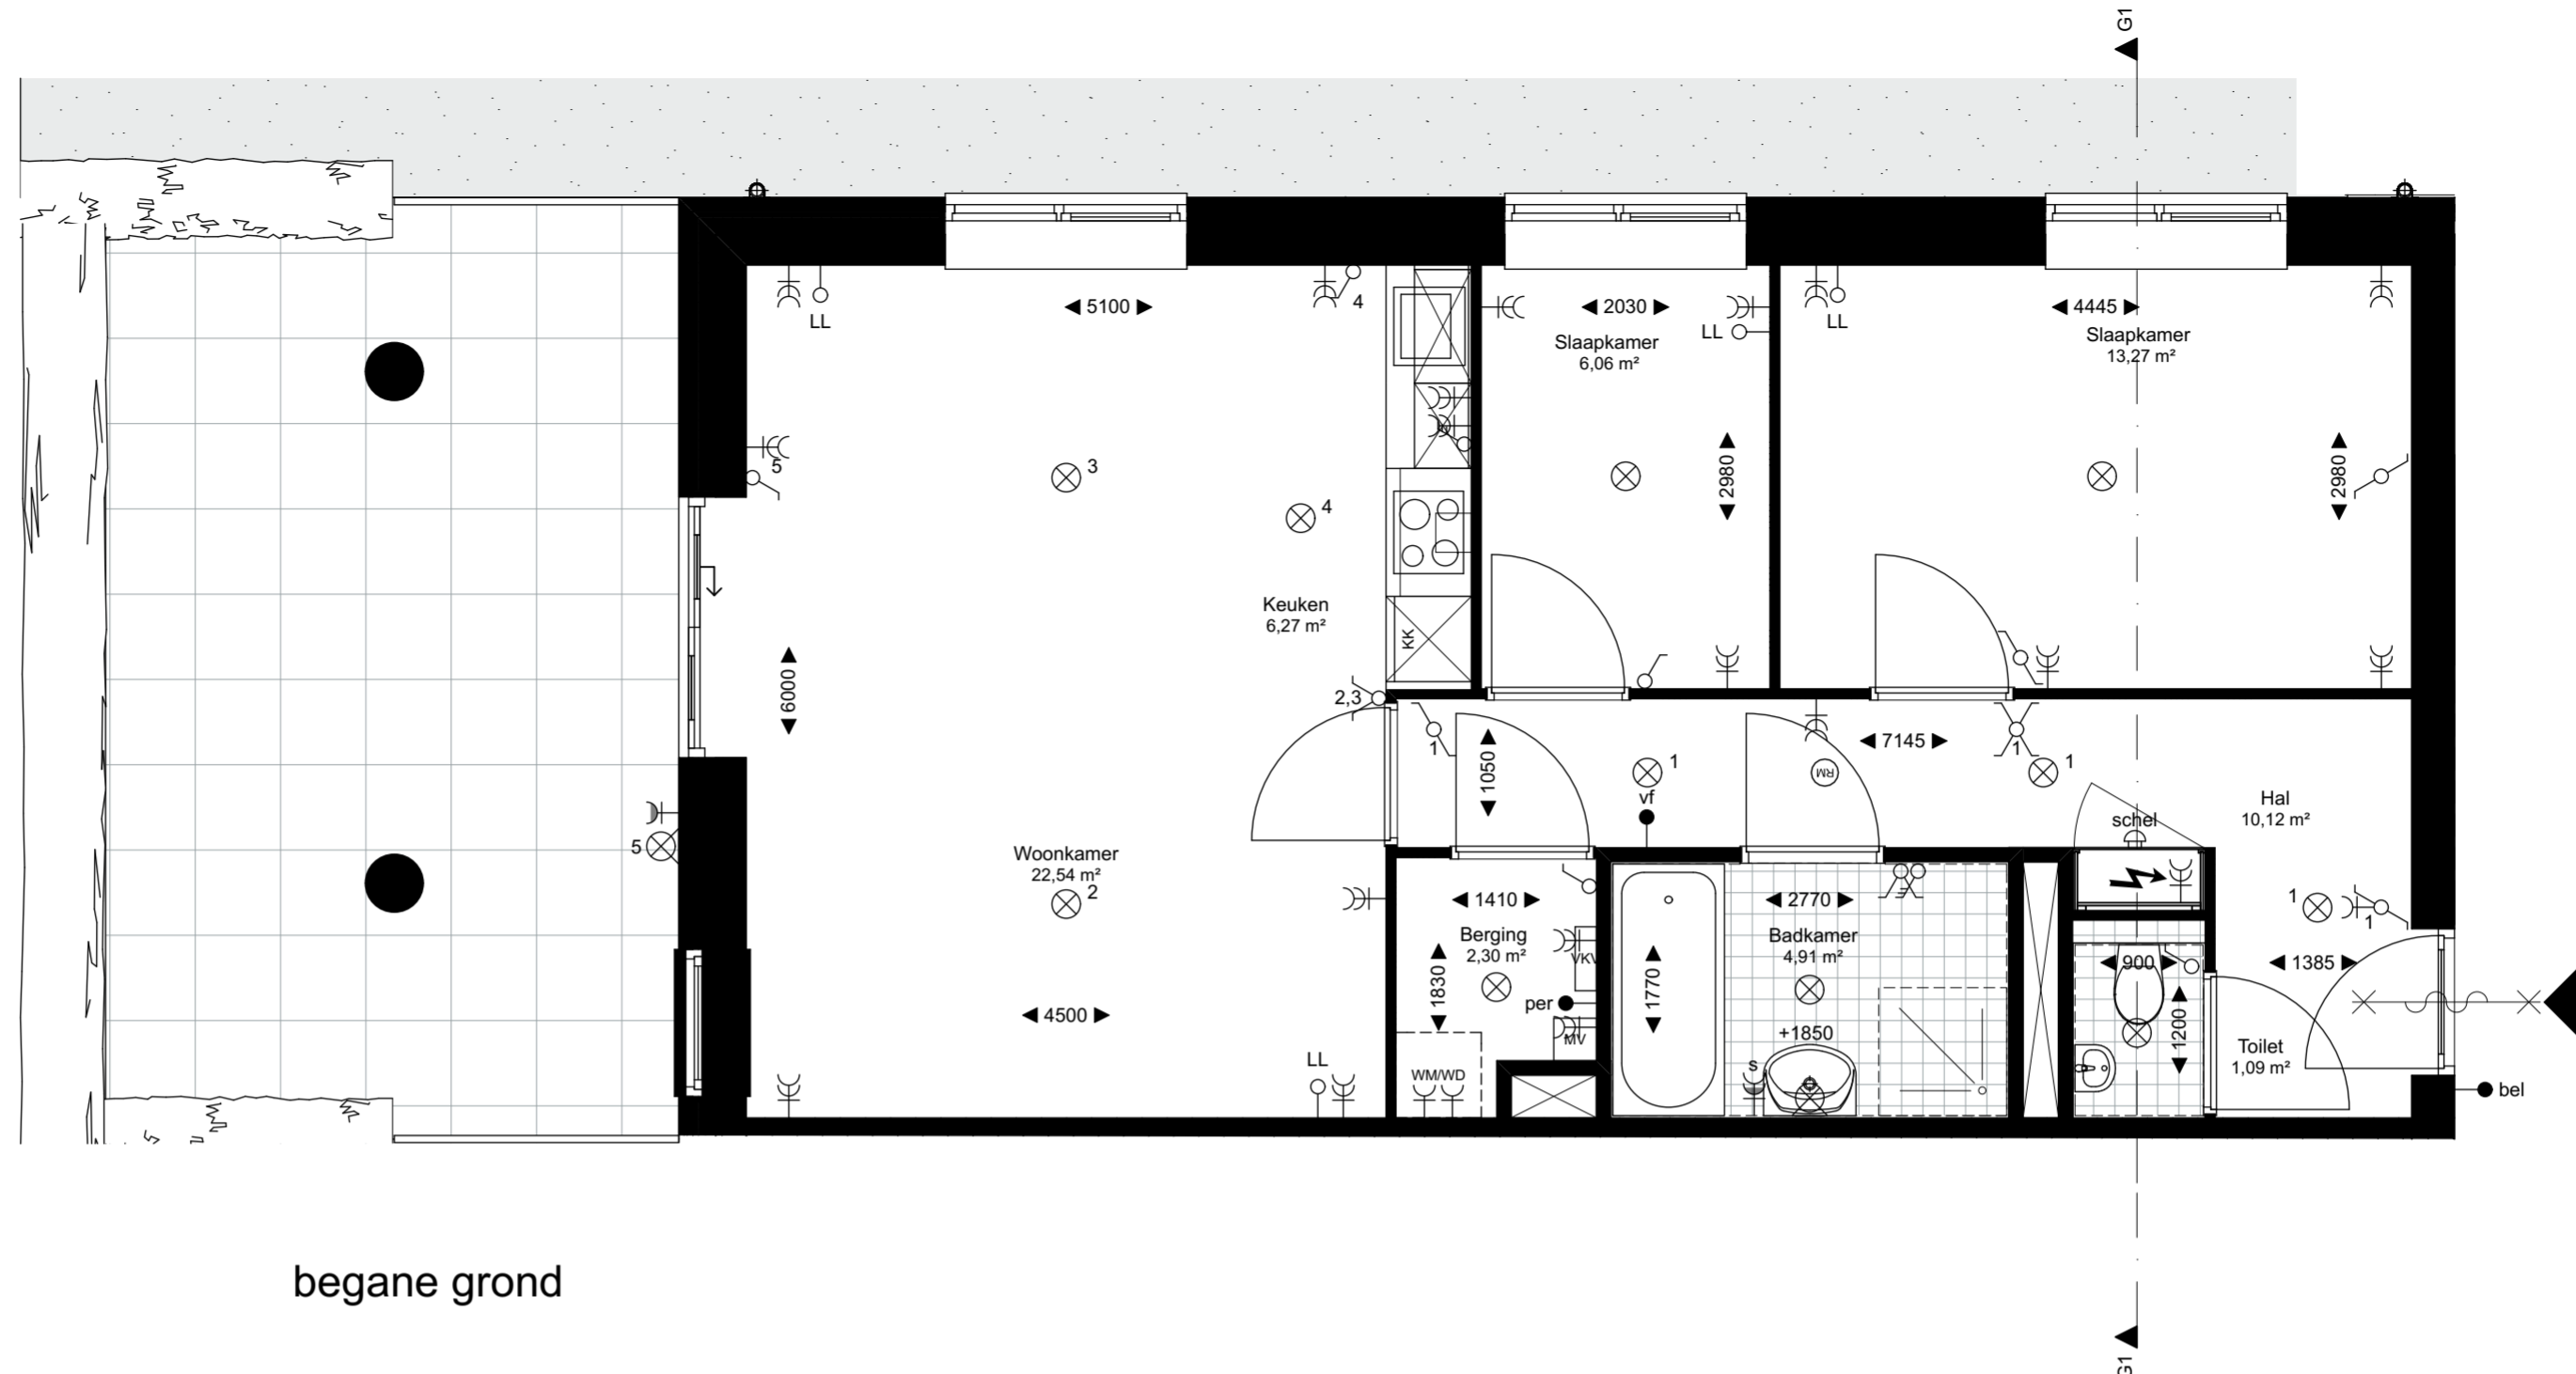 G1
5100
2030
4445
LL
4
LL
LL
Slaapkamer
6,06 m²
Slaapkamer
13,27 m²
5
3
4
2980
2980
Keuken
6,27 m²
KK
6000
2,3
1
1050
1
vf
7145
RM
1
1
Hal
10,12 m²
schel
5
Woonkamer
22,54 m²
2
1410
Berging
2,30 m²
VKV
1830
per
MV
WM/WD
2770
Badkamer
4,91 m²
1770
+1850
s
1
1
900
1385
1200
Toilet
1,09 m²
bel
4500
LL
begane grond
G1